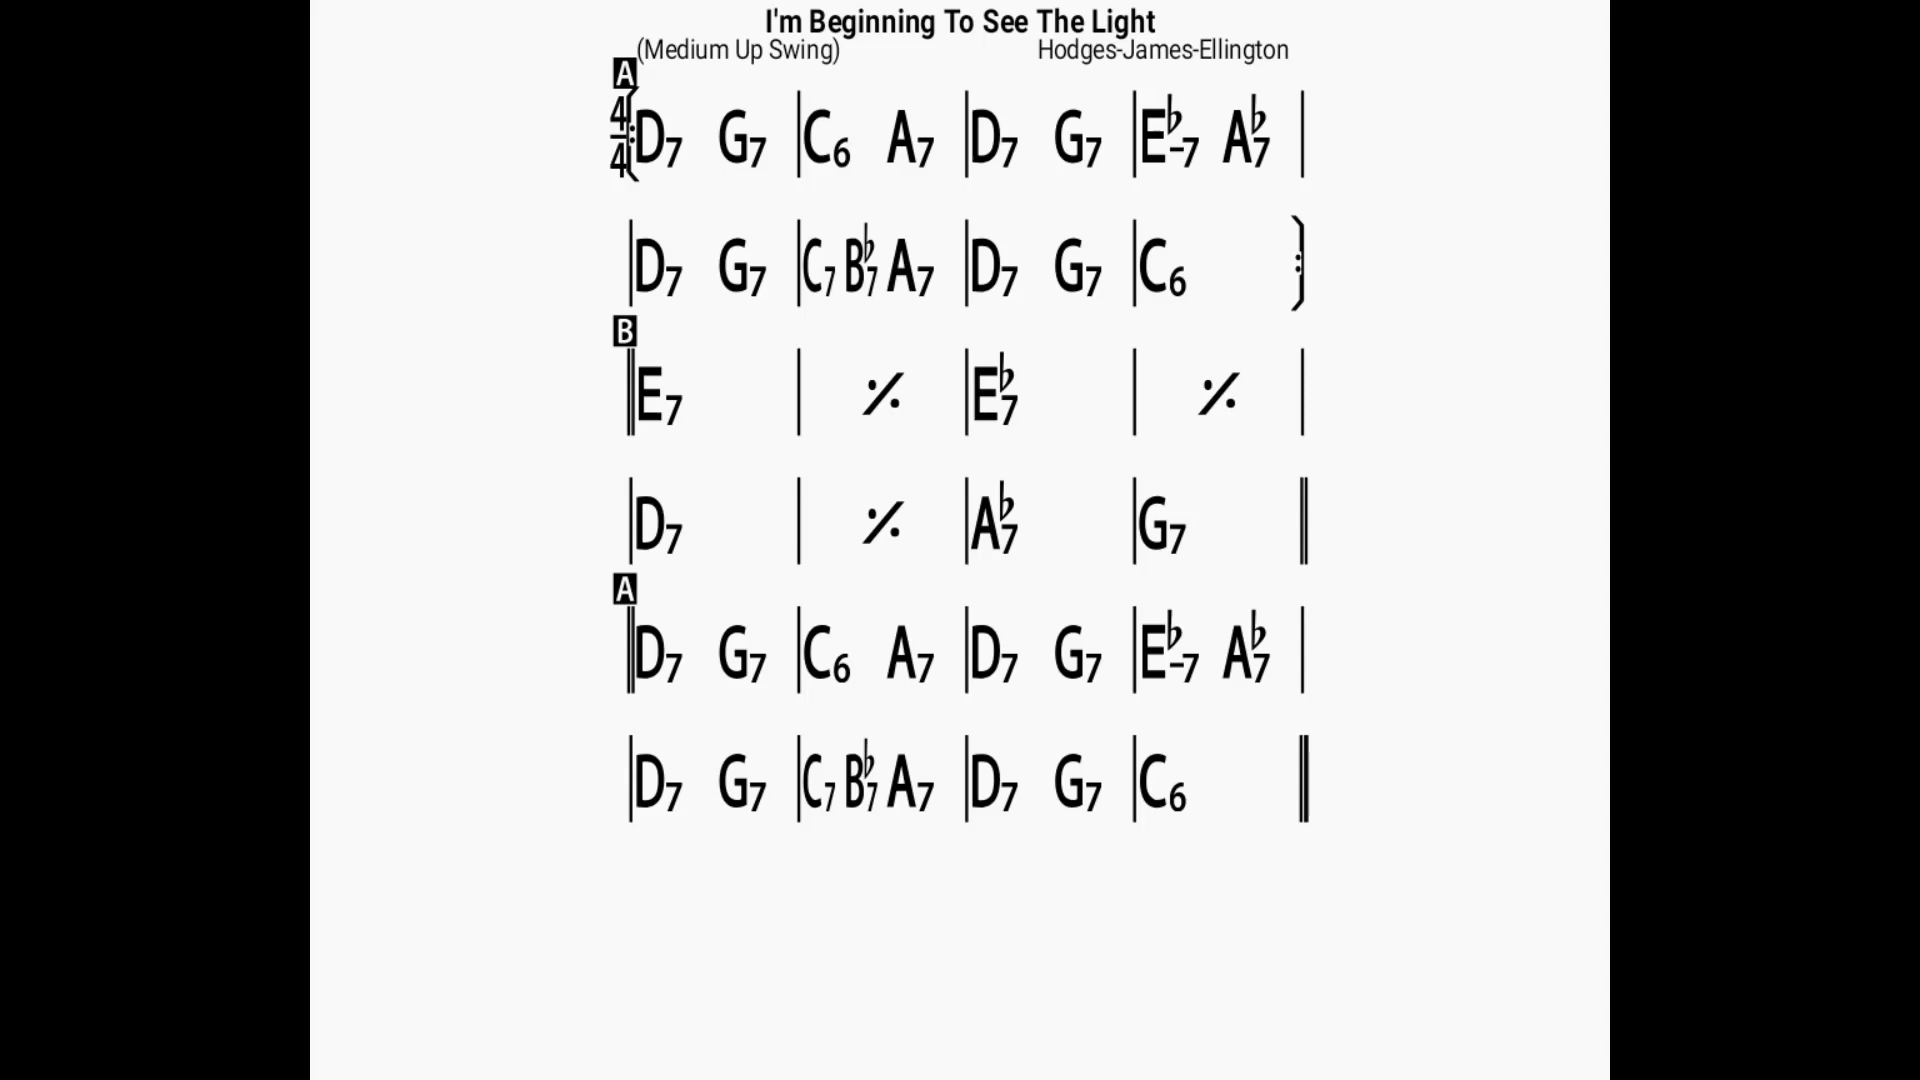 I'm Beginning To See The Light
(Medium Up Swing) Hodges-James-Ellington
A
4/4 D7 G7 | C6 A7 | D7 G7 | E♭-7 A♭7 |
| D7 G7 | C7 B♭7 A7 | D7 G7 | C6
B
E7 | 𝄎 | E♭7 | 𝄎 |
| D7 | 𝄎 | A♭7 | G7
A
D7 G7 | C6 A7 | D7 G7 | E♭-7 A♭7 |
| D7 G7 | C7 B♭7 A7 | D7 G7 | C6